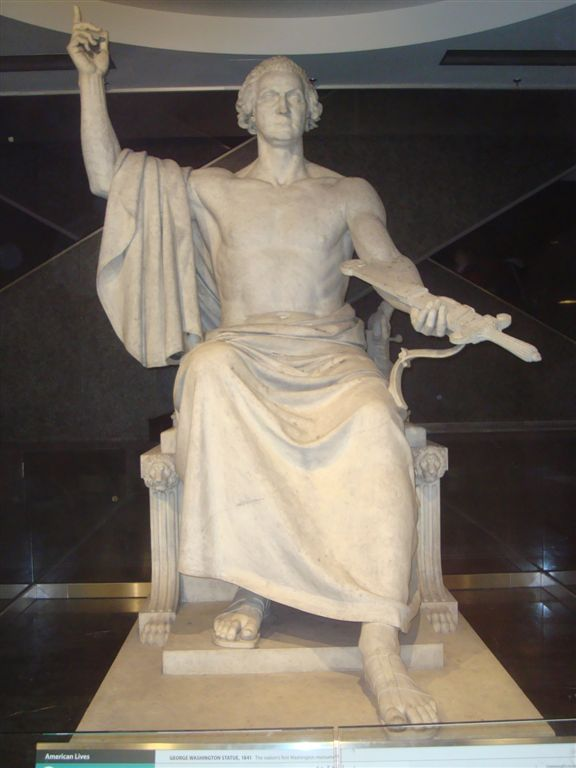 American Lives
GEORGE WASHINGTON STATUE, 1841 The nation's first Washington monument